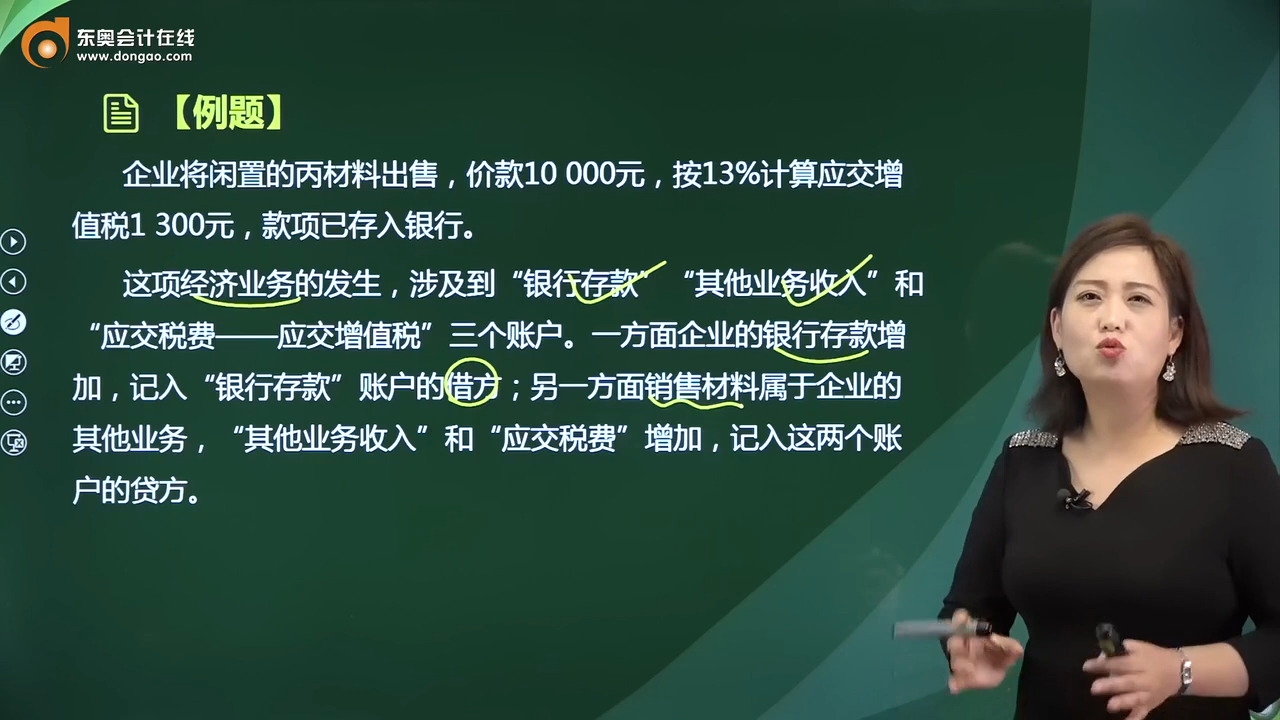 东奥会计在线
www.dongao.com
【例题】
企业将闲置的丙材料出售，价款10 000元，按13%计算应交增
值税1 300元，款项已存入银行。
这项经济业务的发生，涉及到“银行存款”“其他业务收入”和
“应交税费——应交增值税”三个账户。一方面企业的银行存款增
加，记入“银行存款”账户的借方；另一方面销售材料属于企业的
其他业务，“其他业务收入”和“应交税费”增加，记入这两个账
户的贷方。